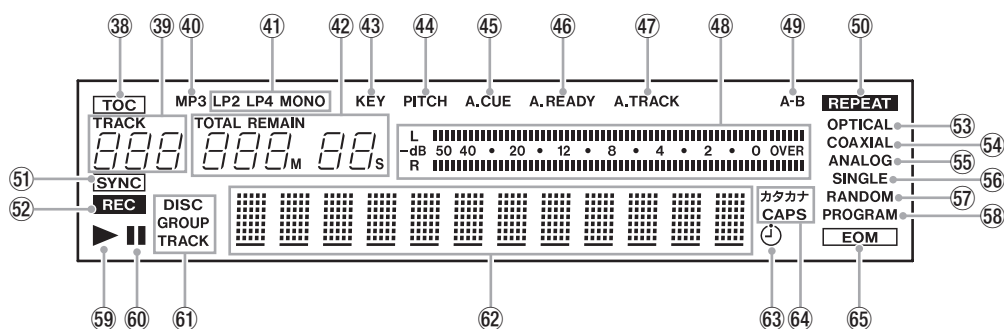 ㊳ ㊴ ㊵ ㊶ ㊷ ㊸ ㊹ ㊺ ㊻ ㊼ ㊽ ㊾ ㊿
TOC MP3 LP2 LP4 MONO KEY PITCH A.CUE A.READY A.TRACK A-B REPEAT
TRACK TOTAL REMAIN
888 888 M 88 S
L
-dB 50 40 • 20 • 12 • 8 • 4 • 2 • 0 OVER
R
OPTICAL 53
COAXIAL 54
ANALOG 55
SINGLE 56
RANDOM 57
PROGRAM 58
51 SYNC
52 REC
DISC
GROUP
TRACK
カタカナ
CAPS
EOM
59 60 61 62 63 64 65